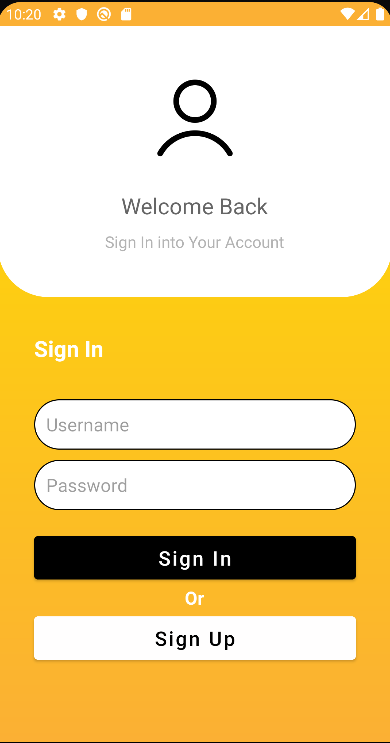 10:20
Welcome Back
Sign In into Your Account
Sign In
Username
Password
Sign In
Or
Sign Up